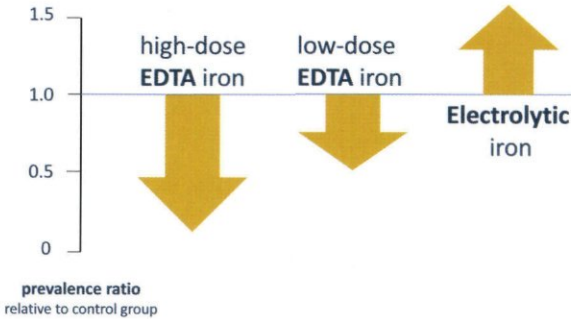 1.5
high-dose
EDTA iron
low-dose
EDTA iron
1.0
Electrolytic
iron
0.5
0
prevalence ratio
relative to control group